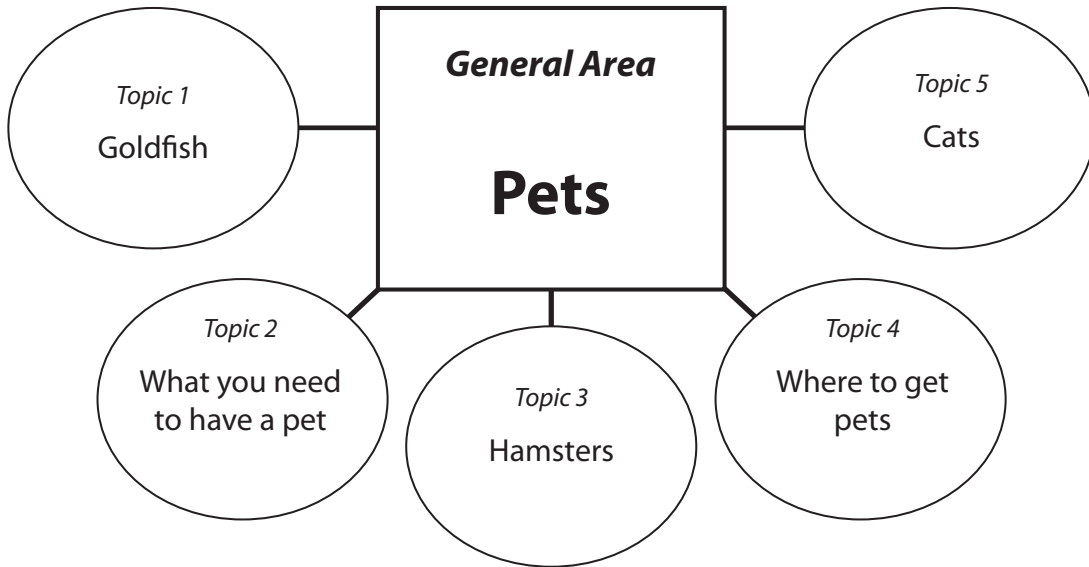 General Area
Pets
Topic 1
Goldfish
Topic 2
What you need
to have a pet
Topic 3
Hamsters
Topic 4
Where to get
pets
Topic 5
Cats